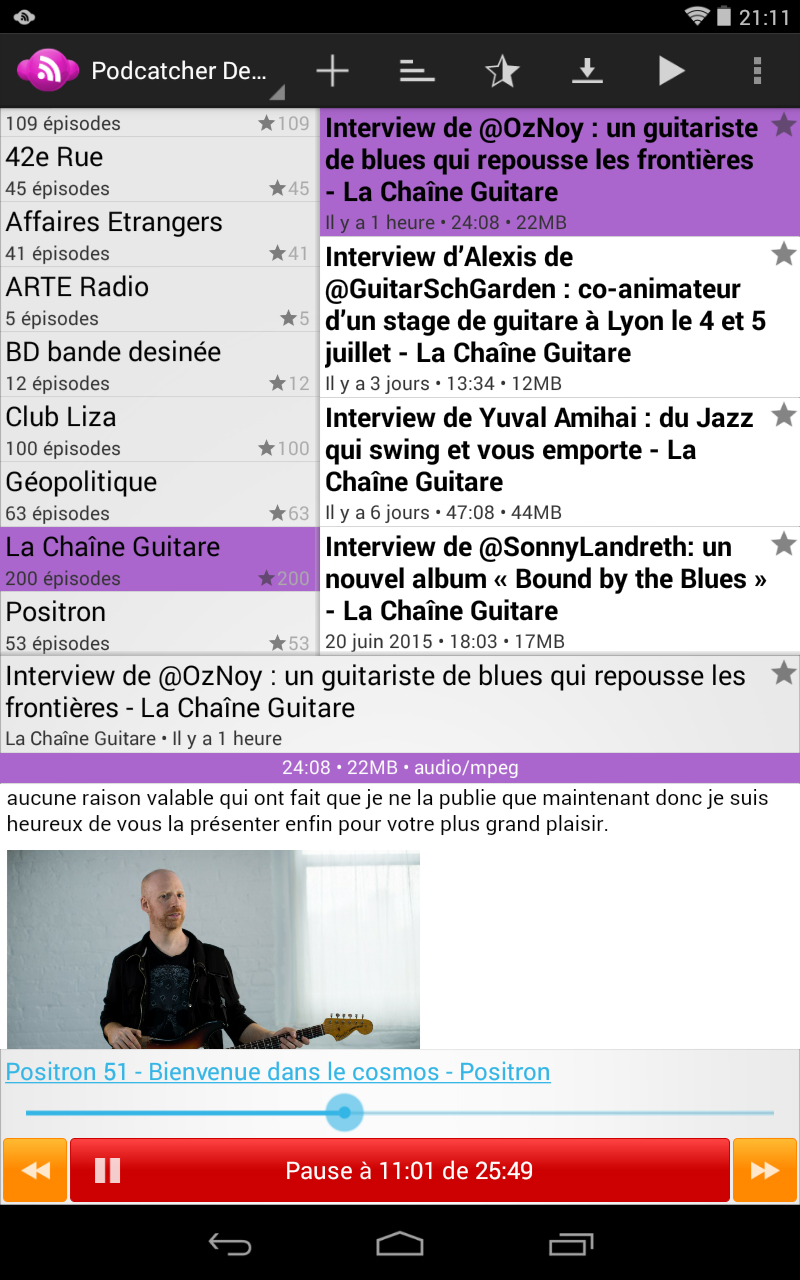 21:11
Podcatcher De...
109 épisodes
109
42e Rue
45 épisodes
45
Affaires Etrangers
41 épisodes
41
ARTE Radio
5 épisodes
5
BD bande desinée
12 épisodes
12
Club Liza
100 épisodes
100
Géopolitique
63 épisodes
63
La Chaîne Guitare
200 épisodes
200
Positron
53 épisodes
53
Interview de @OzNoy : un guitariste
de blues qui repousse les frontières
- La Chaîne Guitare
Il y a 1 heure • 24:08 • 22MB
Interview d’Alexis de
@GuitarSchGarden : co-animateur
d’un stage de guitare à Lyon le 4 et 5
juillet - La Chaîne Guitare
Il y a 3 jours • 13:34 • 12MB
Interview de Yuval Amihai : du Jazz
qui swing et vous emporte - La
Chaîne Guitare
Il y a 6 jours • 47:08 • 44MB
Interview de @SonnyLandreth: un
nouvel album « Bound by the Blues »
- La Chaîne Guitare
20 juin 2015 • 18:03 • 17MB
Interview de @OzNoy : un guitariste de blues qui repousse les
frontières - La Chaîne Guitare
La Chaîne Guitare • Il y a 1 heure
24:08 • 22MB • audio/mpeg
aucune raison valable qui ont fait que je ne la publie que maintenant donc je suis
heureux de vous la présenter enfin pour votre plus grand plaisir.
Positron 51 - Bienvenue dans le cosmos - Positron
Pause à 11:01 de 25:49